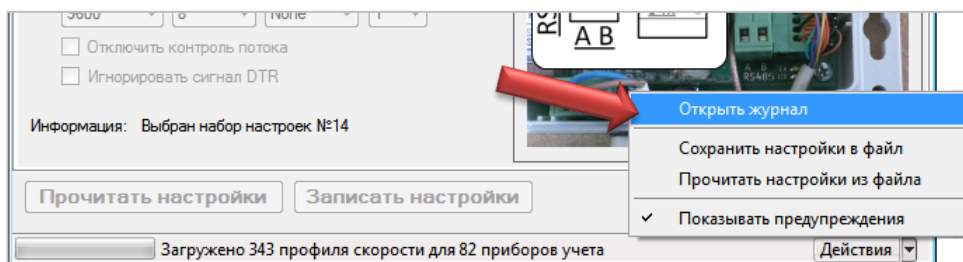 9600 8 None 1
Отключить контроль потока
Игнорировать сигнал DTR
Информация: Выбран набор настроек №14
RS
A B
A B
RS485
Открыть журнал
Сохранить настройки в файл
Прочитать настройки из файла
✓ Показывать предупреждения
Прочитать настройки Записать настройки
Загружено 343 профиля скорости для 82 приборов учета Действия